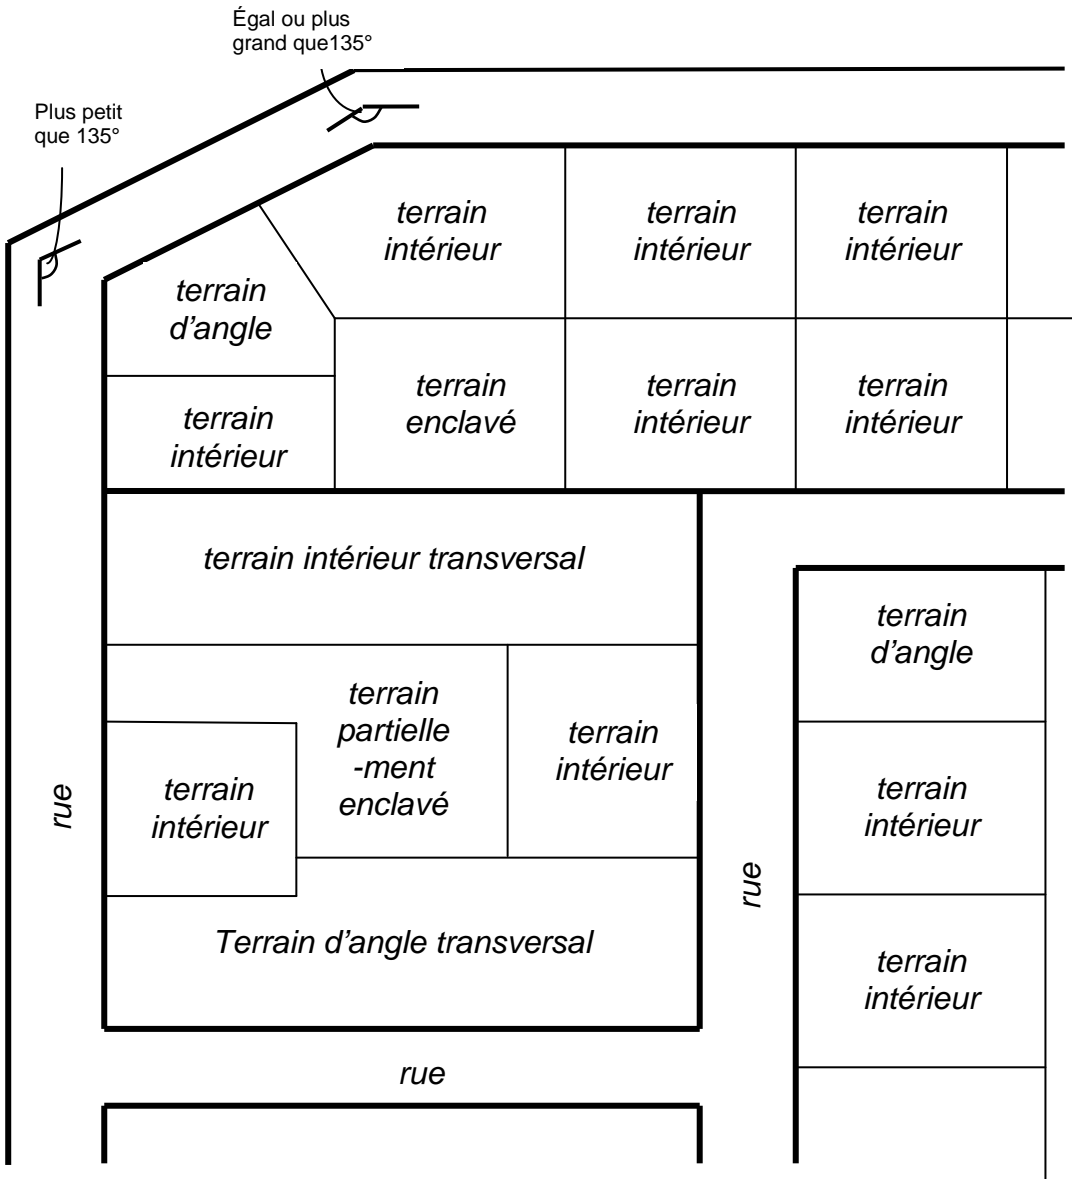 Égal ou plus
grand que135°
Plus petit
que 135°
terrain
intérieur
terrain
intérieur
terrain
intérieur
terrain
d'angle
terrain
enclavé
terrain
intérieur
terrain
intérieur
terrain
intérieur
terrain intérieur transversal
terrain
d'angle
terrain
partielle
-ment
enclavé
terrain
intérieur
terrain
intérieur
terrain
intérieur
rue
rue
Terrain d'angle transversal
terrain
intérieur
rue